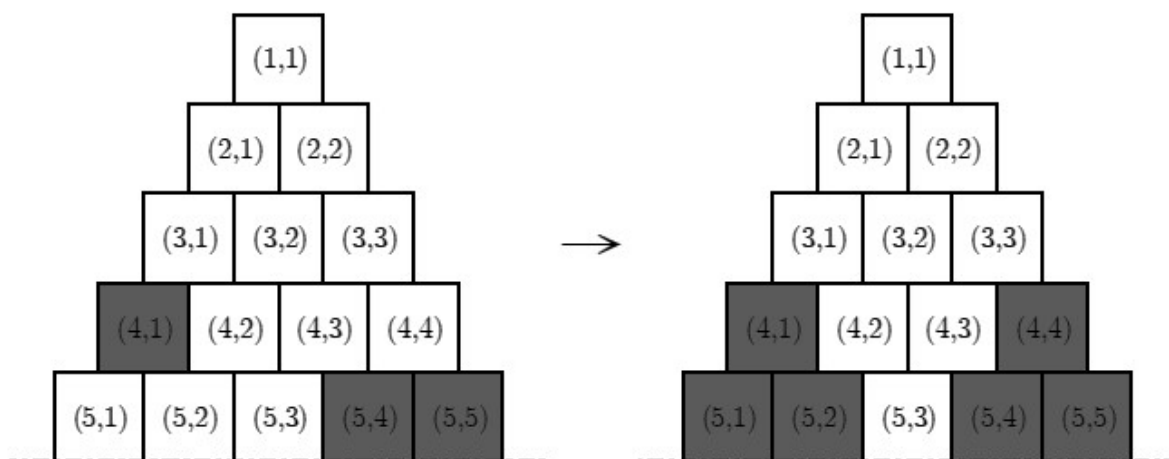 (1,1) (1,1)
(2,1) (2,2) (2,1) (2,2)
(3,1) (3,2) (3,3) (3,1) (3,2) (3,3)
(4,1) (4,2) (4,3) (4,4) (4,1) (4,2) (4,3) (4,4)
(5,1) (5,2) (5,3) (5,4) (5,5) (5,1) (5,2) (5,3) (5,4) (5,5)